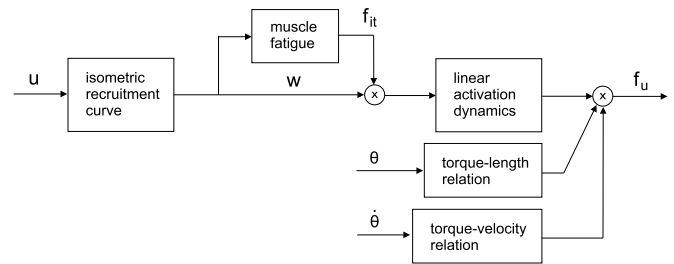 muscle
fatigue
f_it
u
isometric
recruitment
curve
w
x
linear
activation
dynamics
x
f_u
θ
torque-length
relation
θ̇
torque-velocity
relation